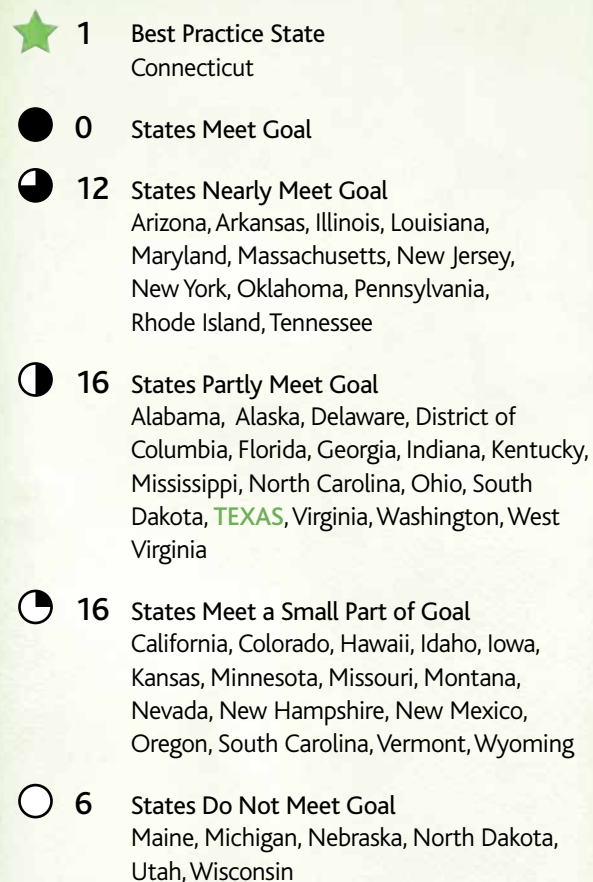 1 Best Practice State
Connecticut
0 States Meet Goal
12 States Nearly Meet Goal
Arizona, Arkansas, Illinois, Louisiana,
Maryland, Massachusetts, New Jersey,
New York, Oklahoma, Pennsylvania,
Rhode Island, Tennessee
16 States Partly Meet Goal
Alabama, Alaska, Delaware, District of
Columbia, Florida, Georgia, Indiana, Kentucky,
Mississippi, North Carolina, Ohio, South
Dakota, TEXAS, Virginia, Washington, West
Virginia
16 States Meet a Small Part of Goal
California, Colorado, Hawaii, Idaho, Iowa,
Kansas, Minnesota, Missouri, Montana,
Nevada, New Hampshire, New Mexico,
Oregon, South Carolina, Vermont, Wyoming
6 States Do Not Meet Goal
Maine, Michigan, Nebraska, North Dakota,
Utah, Wisconsin